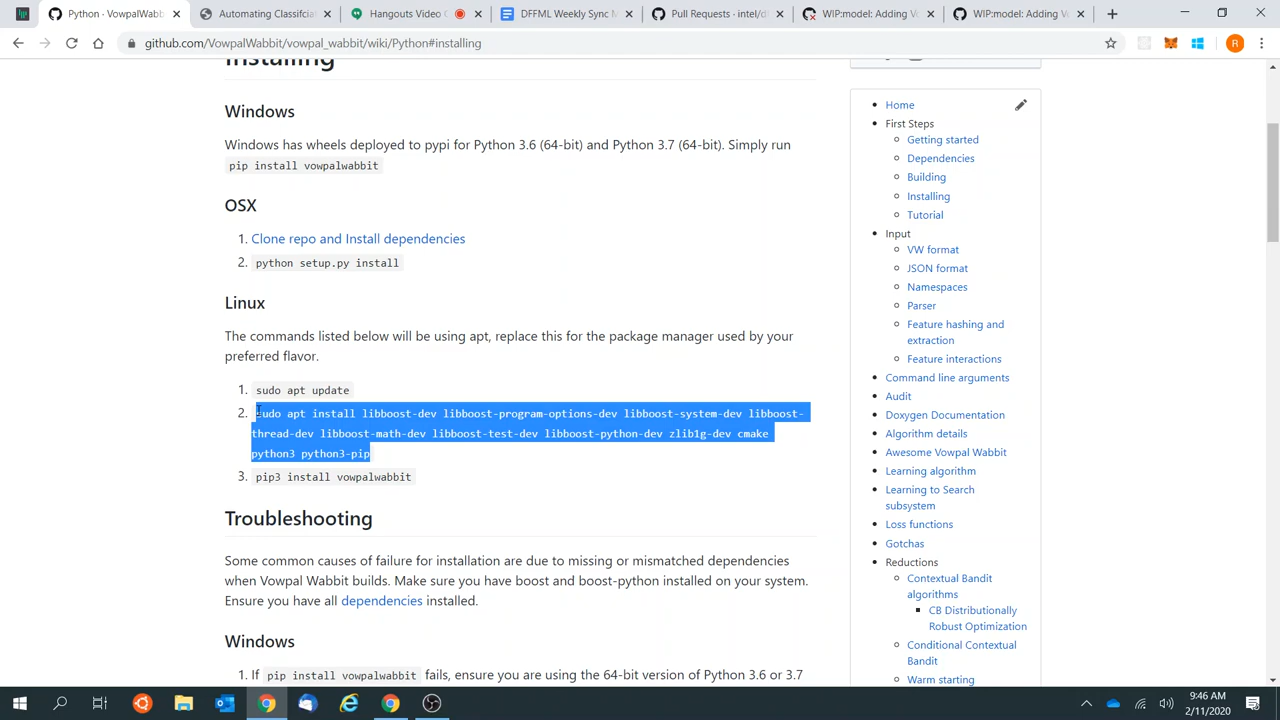 Python · VowpalWabb
Automating Classifciat
Hangouts Video C
DFFML Weekly Sync M
Pull Requests · intel/d
WIP:model: Adding Vo
WIP:model: Adding Vo
github.com/VowpalWabbit/vowpal_wabbit/wiki/Python#installing
R
Installing
Windows
Windows has wheels deployed to pypi for Python 3.6 (64-bit) and Python 3.7 (64-bit). Simply run
pip install vowpalwabbit
OSX
1. Clone repo and Install dependencies
2. python setup.py install
Linux
The commands listed below will be using apt, replace this for the package manager used by your
preferred flavor.
1. sudo apt update
2. sudo apt install libboost-dev libboost-program-options-dev libboost-system-dev libboost-
thread-dev libboost-math-dev libboost-test-dev libboost-python-dev zlib1g-dev cmake
python3 python3-pip
3. pip3 install vowpalwabbit
Troubleshooting
Some common causes of failure for installation are due to missing or mismatched dependencies
when Vowpal Wabbit builds. Make sure you have boost and boost-python installed on your system.
Ensure you have all dependencies installed.
Windows
1. If pip install vowpalwabbit fails, ensure you are using the 64-bit version of Python 3.6 or 3.7
Home
First Steps
Getting started
Dependencies
Building
Installing
Tutorial
Input
VW format
JSON format
Namespaces
Parser
Feature hashing and
extraction
Feature interactions
Command line arguments
Audit
Doxygen Documentation
Algorithm details
Awesome Vowpal Wabbit
Learning algorithm
Learning to Search
subsystem
Loss functions
Gotchas
Reductions
Contextual Bandit
algorithms
CB Distributionally
Robust Optimization
Conditional Contextual
Bandit
Warm starting
9:46 AM
2/11/2020